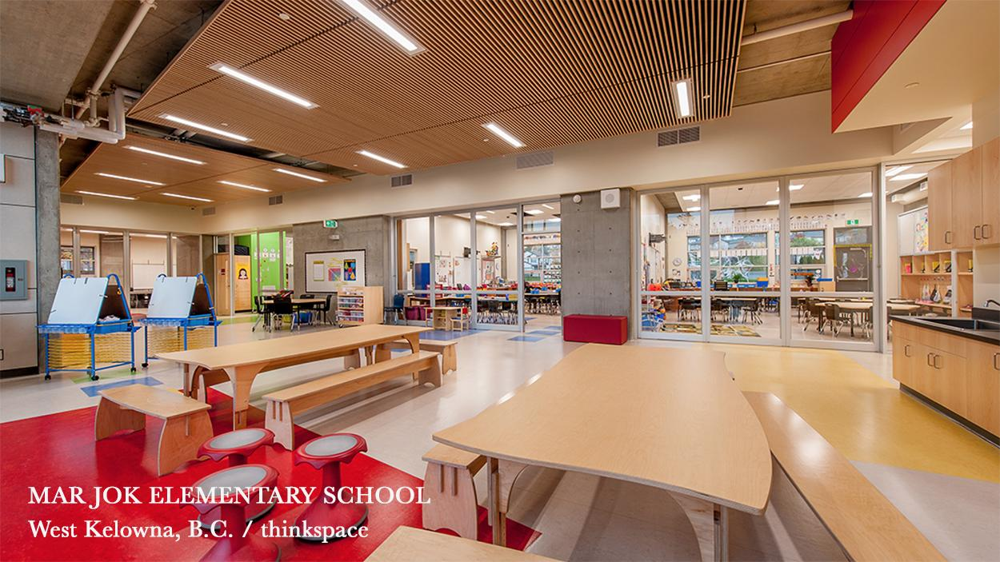 MAR JOK ELEMENTARY SCHOOL
West Kelowna, B.C. / thinkspace